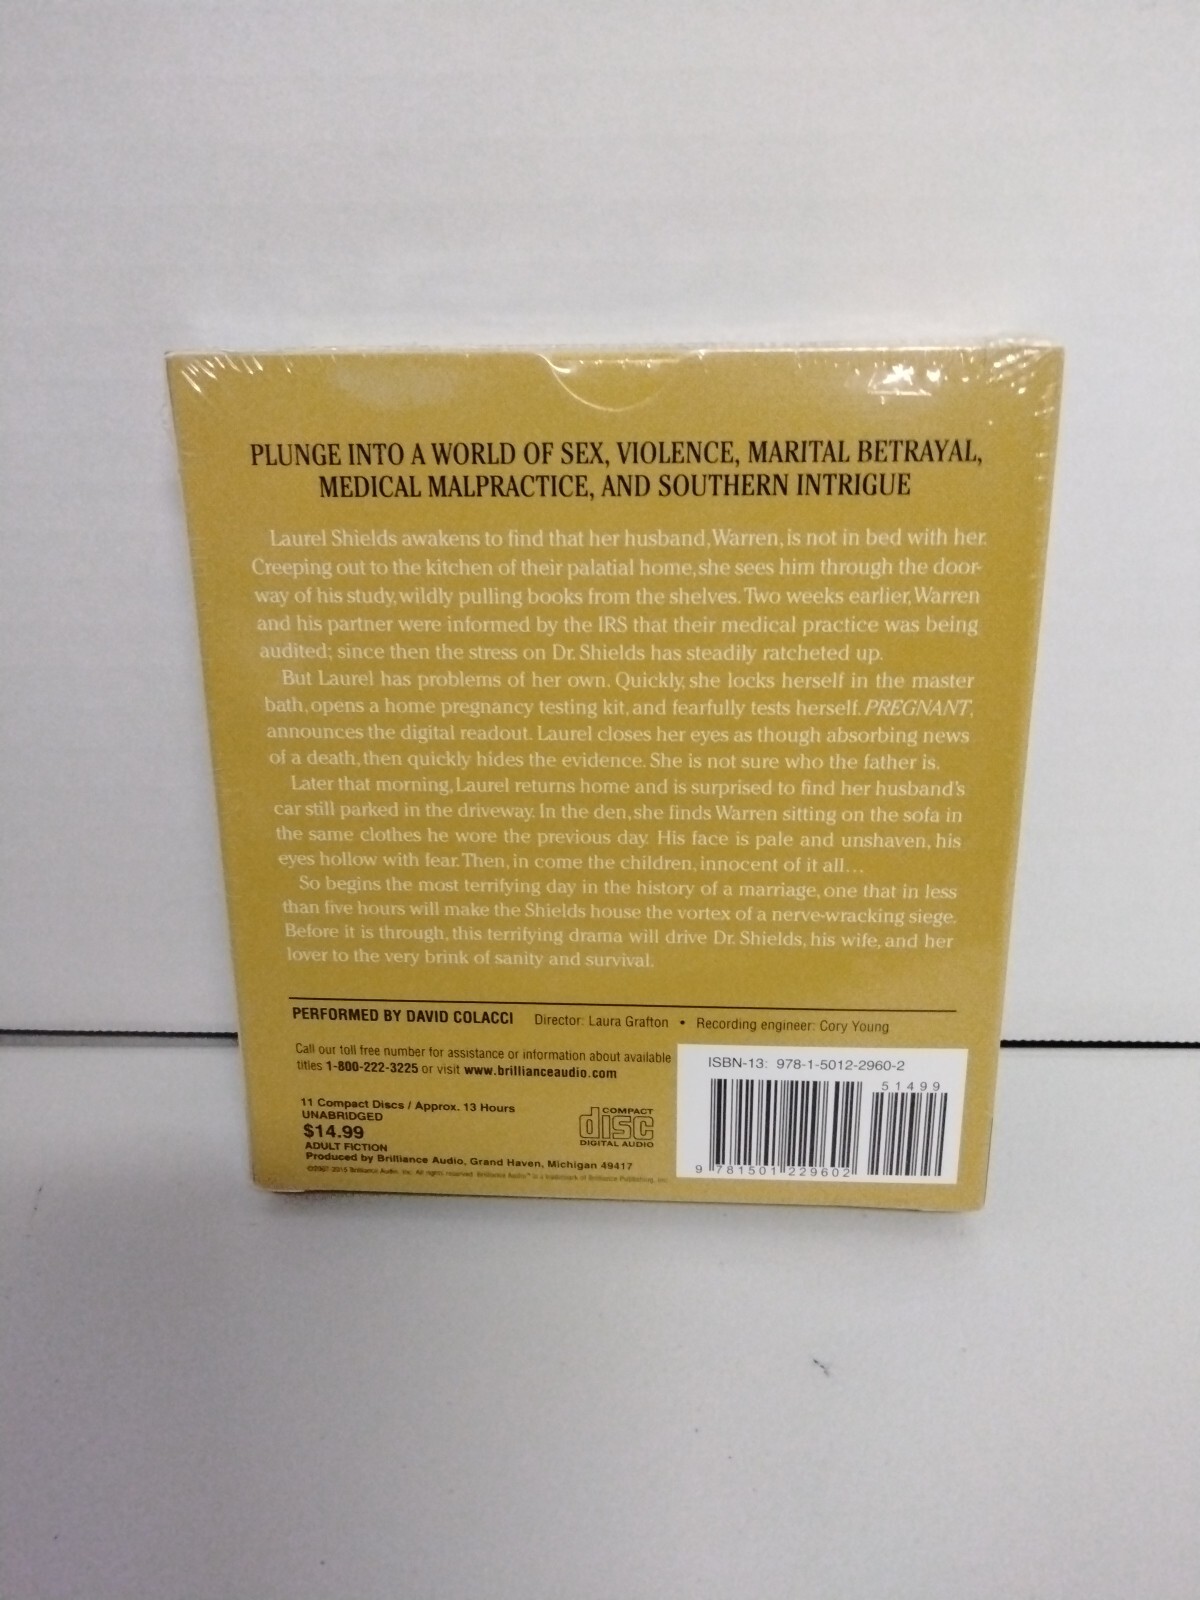 PLUNGE INTO A WORLD OF SEX, VIOLENCE, MARITAL BETRAYAL,
MEDICAL MALPRACTICE, AND SOUTHERN INTRIGUE
Laurel Shields awakens to find that her husband, Warren, is not in bed with her.
Creeping out to the kitchen of their palatial home, she sees him through the door-
way of his study, wildly pulling books from the shelves. Two weeks earlier, Warren
and his partner were informed by the IRS that their medical practice was being
audited; since then the stress on Dr. Shields has steadily ratcheted up.
But Laurel has problems of her own. Quickly, she locks herself in the master
bath, opens a home pregnancy testing kit, and fearfully tests herself. PREGNANT,
announces the digital readout. Laurel closes her eyes as though absorbing news
of a death, then quickly hides the evidence. She is not sure who the father is.
Later that morning, Laurel returns home and is surprised to find her husband's
car still parked in the driveway. In the den, she finds Warren sitting on the sofa in
the same clothes he wore the previous day. His face is pale and unshaven, his
eyes hollow with fear. Then, in come the children, innocent of it all...
So begins the most terrifying day in the history of a marriage, one that in less
than five hours will make the Shields house the vortex of a nerve-wracking siege.
Before it is through, this terrifying drama will drive Dr. Shields, his wife, and her
lover to the very brink of sanity and survival.
PERFORMED BY DAVID COLACCI Director: Laura Grafton • Recording engineer: Cory Young
Call our toll free number for assistance or information about available
titles 1-800-222-3225 or visit www.brillianceaudio.com
11 Compact Discs / Approx. 13 Hours
UNABRIDGED
$14.99
ADULT FICTION
Produced by Brilliance Audio, Grand Haven, Michigan 49417
©2007 2015 Brilliance Audio, Inc. All rights reserved. Brilliance Audio™ is a trademark of Brilliance Publishing, Inc.
COMPACT
disc
DIGITAL AUDIO
ISBN-13: 978-1-5012-2960-2
51499
9 781501 229602